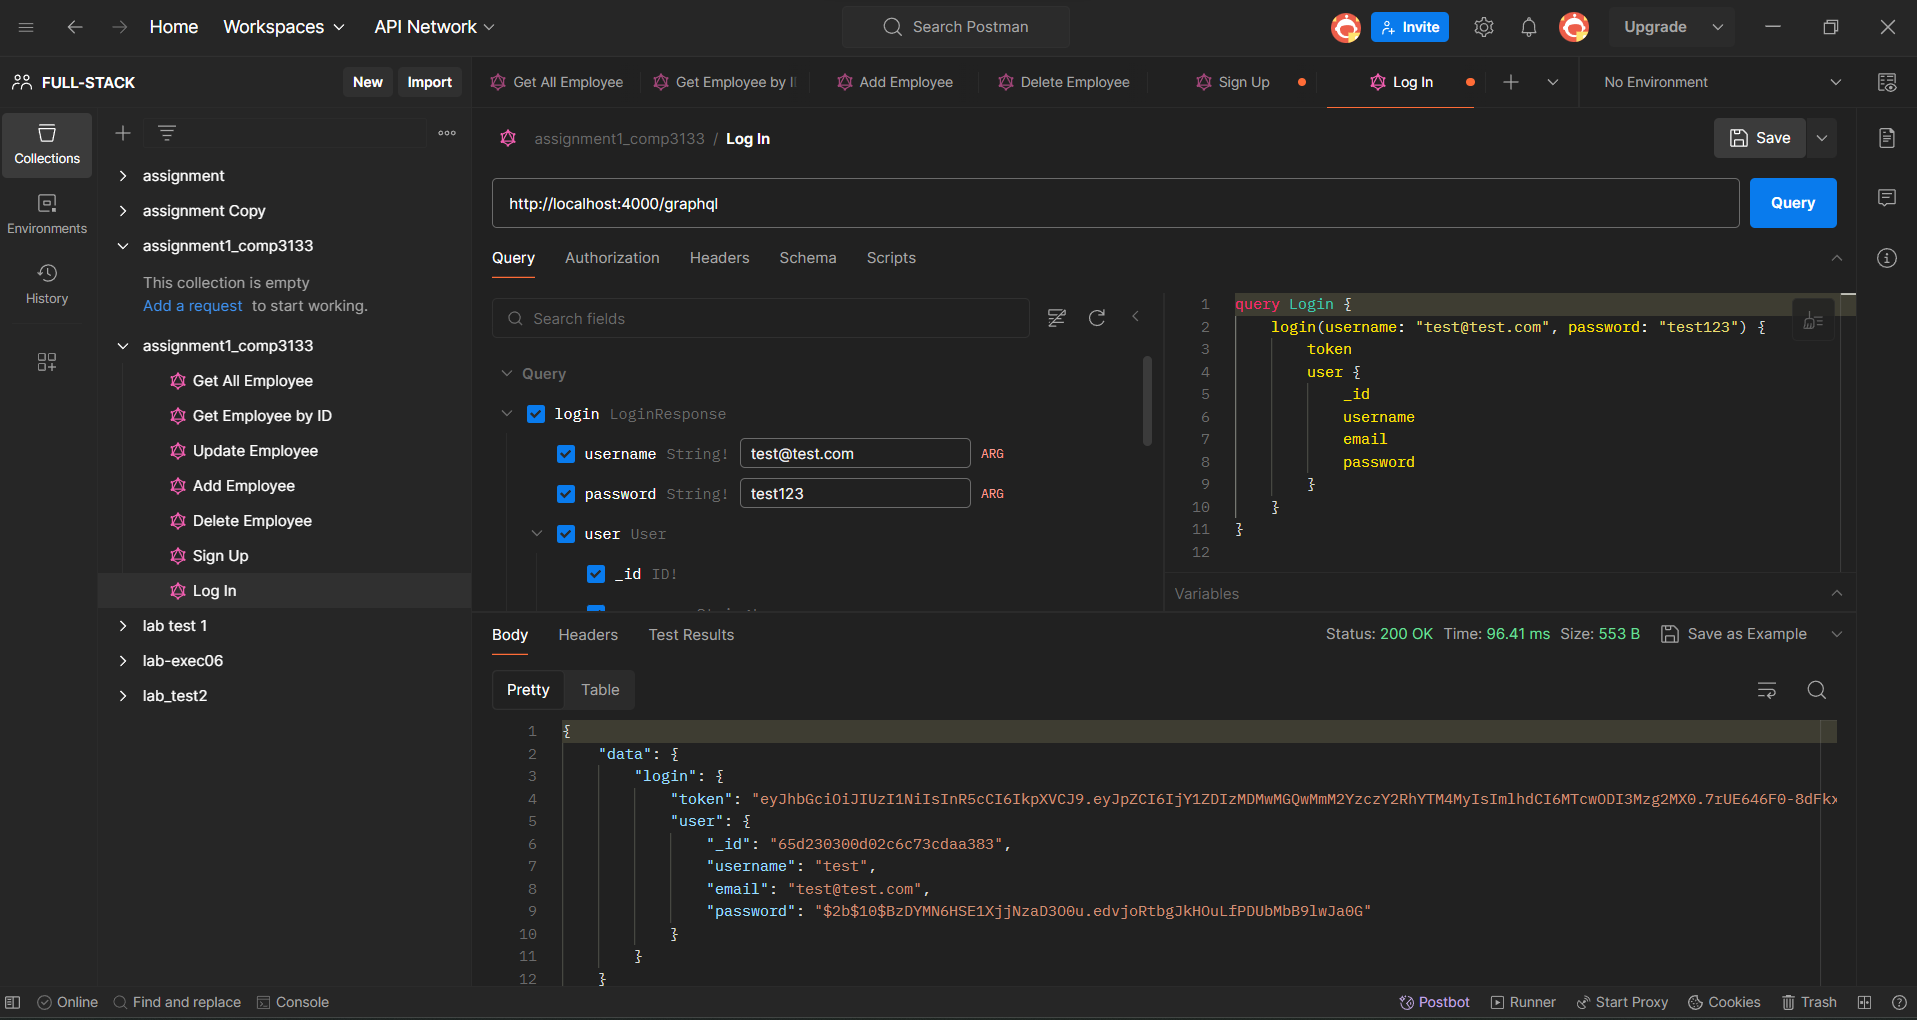 Home Workspaces API Network Search Postman Invite Upgrade
FULL-STACK New Import Get All Employee Get Employee by I Add Employee Delete Employee Sign Up Log In No Environment
Collections
Environments
History
assignment
assignment Copy
assignment1_comp3133
This collection is empty
Add a request to start working.
assignment1_comp3133
Get All Employee
Get Employee by ID
Update Employee
Add Employee
Delete Employee
Sign Up
Log In
lab test 1
lab-exec06
lab_test2
assignment1_comp3133 / Log In Save
http://localhost:4000/graphql Query
Query Authorization Headers Schema Scripts
Search fields
Query
login LoginResponse
username String! test@test.com ARG
password String! test123 ARG
user User
_id ID!
1 query Login {
2 login(username: "test@test.com", password: "test123") {
3 token
4 user {
5 _id
6 username
7 email
8 password
9 }
10 }
11 }
12
Variables
Body Headers Test Results Status: 200 OK Time: 96.41 ms Size: 553 B Save as Example
Pretty Table
1 {
2 "data": {
3 "login": {
4 "token": "eyJhbGciOiJIUzI1NiIsInR5cCI6IkpXVCJ9.eyJpZCI6IjY1ZDIzMDMwMGQwMmM2YzczY2RhYTM4MyIsImlhdCI6MTcwODI3Mzg2MX0.7rUE646F0-8dFkx
5 "user": {
6 "_id": "65d230300d02c6c73cdaa383",
7 "username": "test",
8 "email": "test@test.com",
9 "password": "$2b$10$BzDYMN6HSE1XjjNzaD3O0u.edvjoRtbgJkHOuLfPDUbMbB9lwJa0G"
10 }
11 }
12 }
Online Find and replace Console Postbot Runner Start Proxy Cookies Trash